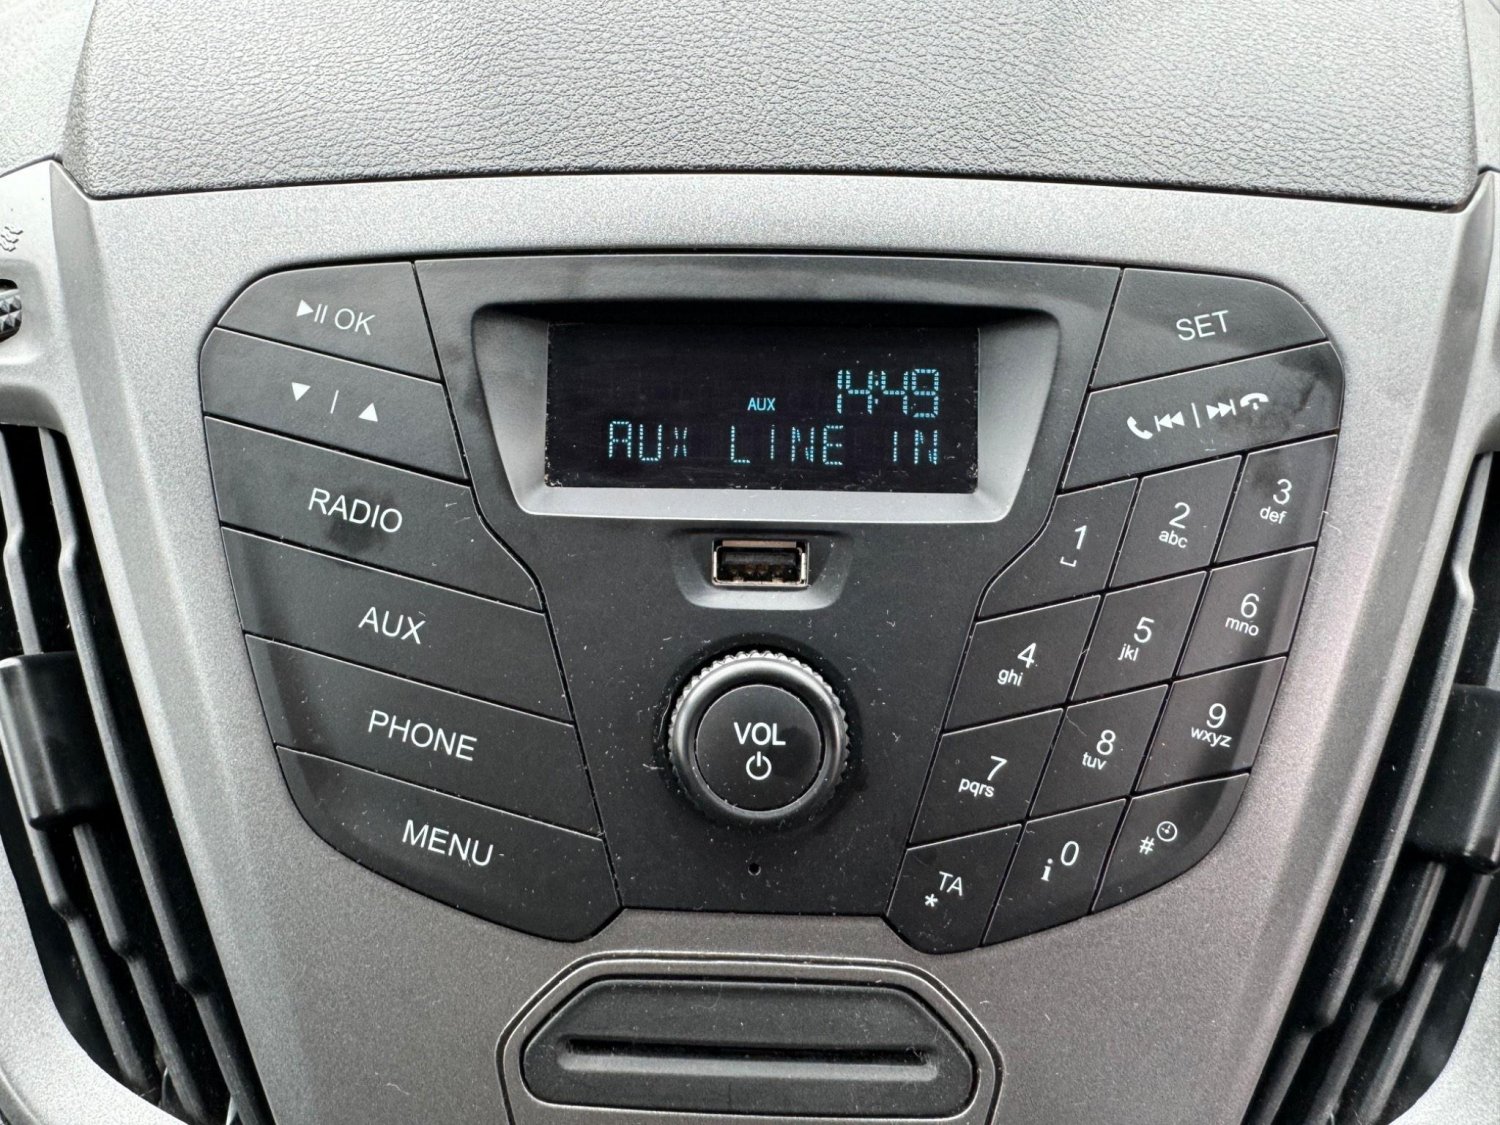 OK
SET
AUX 14:49
AUX LINE IN
RADIO
AUX
PHONE
MENU
VOL
1
2
abc
3
def
4
ghi
5
jkl
6
mno
7
pqrs
8
tuv
9
wxyz
TA
*
i 0
#